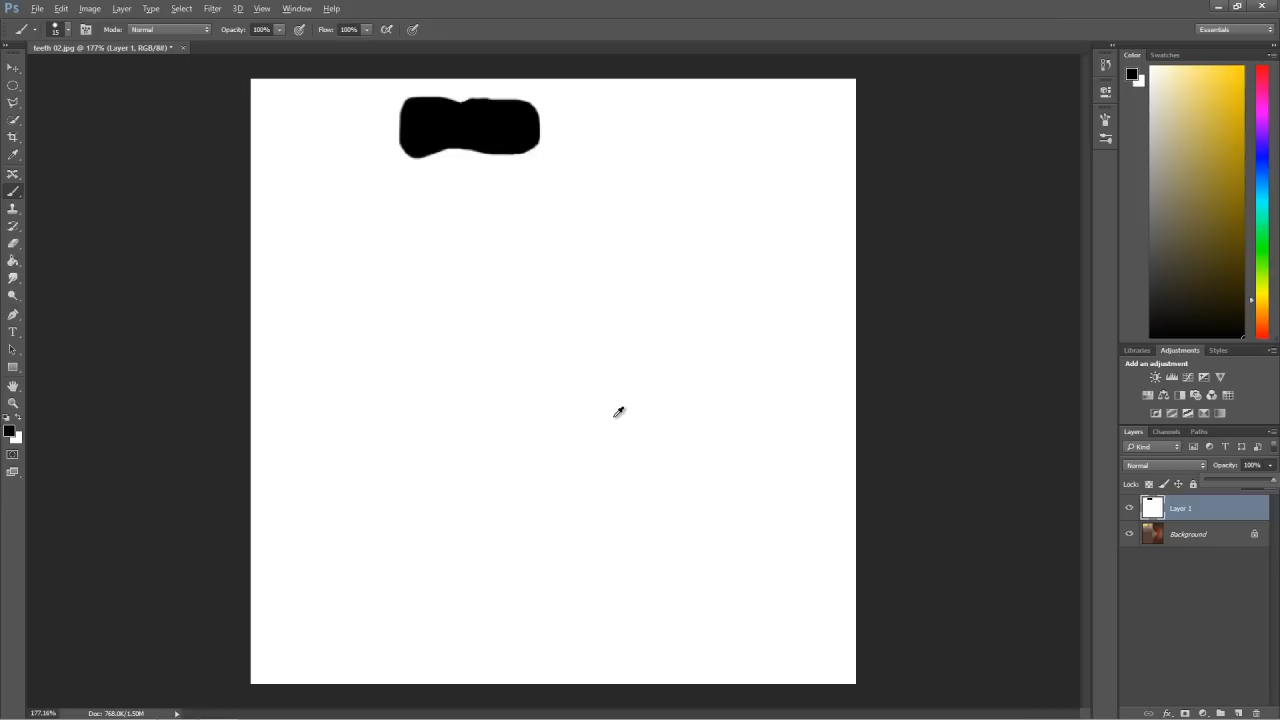 Ps File Edit Image Layer Type Select Filter 3D View Window Help
15 Mode: Normal Opacity: 100% Flow: 100% Essentials
teeth 02.jpg @ 177% (Layer 1, RGB/8#) * ×
Color Swatches
Libraries Adjustments Styles
Add an adjustment
Layers Channels Paths
Kind
Normal Opacity: 100%
Lock:
Layer 1
Background
177.16% Doc: 768.0K/1.50M